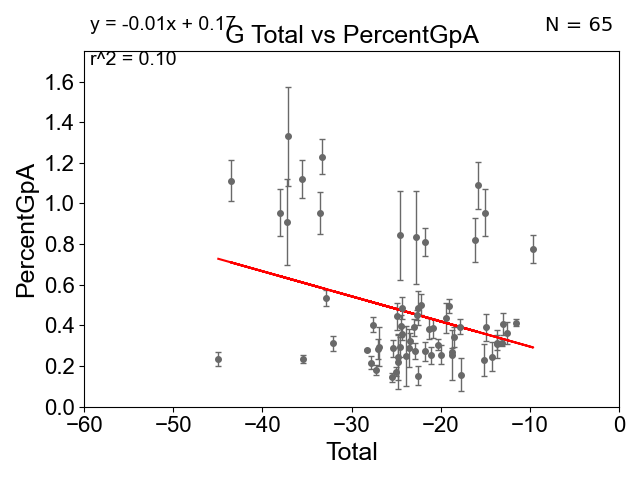 y = -0.01x + 0.17
N = 65
G Total vs PercentGpA
r^2 = 0.10
PercentGpA
1.6
1.4
1.2
1.0
0.8
0.6
0.4
0.2
0.0
−60 −50 −40 −30 −20 −10 0
Total